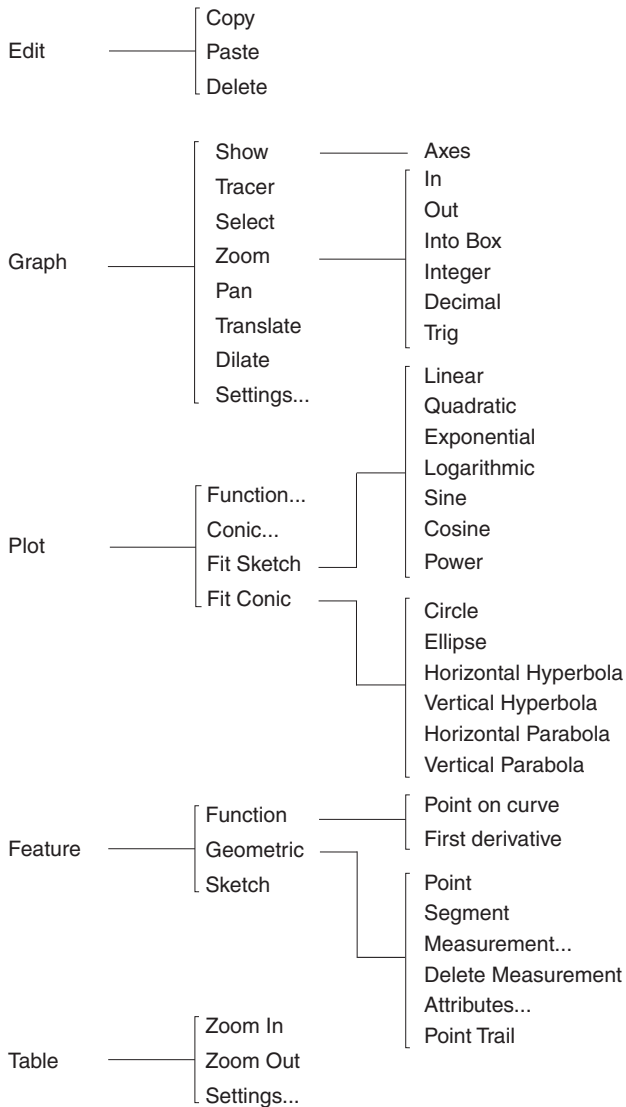 Edit
Copy
Paste
Delete
Graph
Show
Tracer
Select
Zoom
Pan
Translate
Dilate
Settings...
Axes
In
Out
Into Box
Integer
Decimal
Trig
Plot
Function...
Conic...
Fit Sketch
Fit Conic
Linear
Quadratic
Exponential
Logarithmic
Sine
Cosine
Power
Circle
Ellipse
Horizontal Hyperbola
Vertical Hyperbola
Horizontal Parabola
Vertical Parabola
Feature
Function
Geometric
Sketch
Point on curve
First derivative
Point
Segment
Measurement...
Delete Measurement
Attributes...
Point Trail
Table
Zoom In
Zoom Out
Settings...